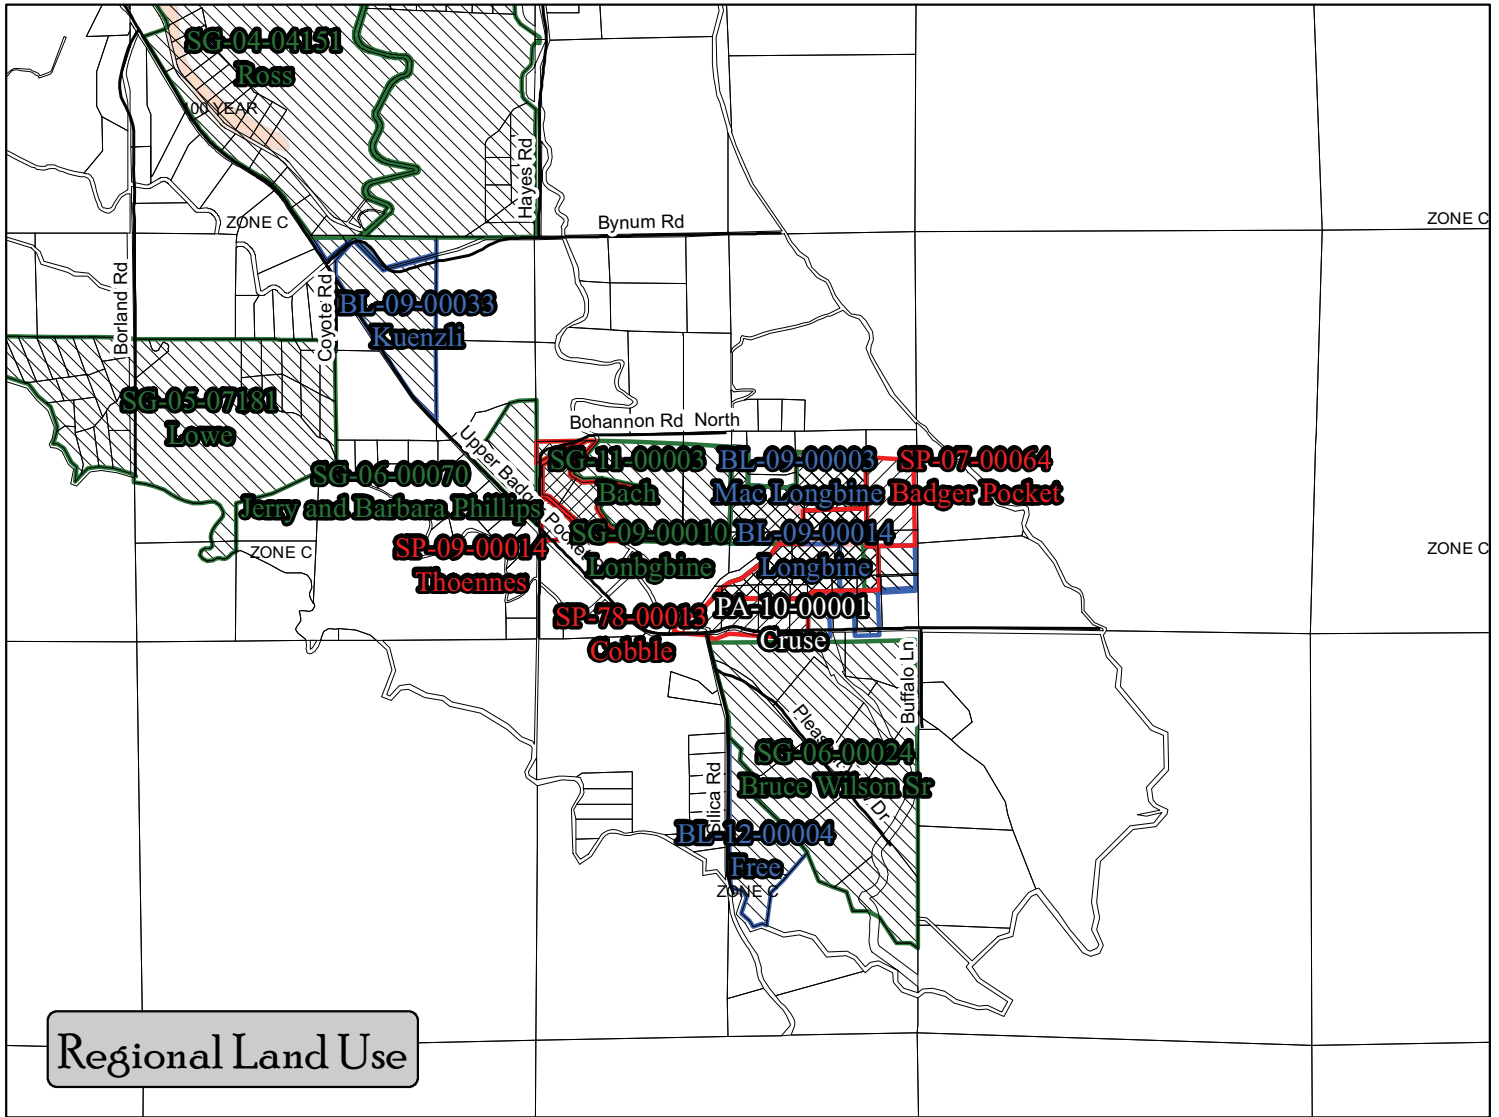 SG-04-04151
Ross
100 YEAR
Hayes Rd
ZONE C
Bynum Rd
ZONE C
Borland Rd
Coyote Rd
BL-09-00033
Kuenzli
SG-05-07181
Lowe
Bohannon Rd North
Upper Badger Pocket
SG-06-00070
Jerry and Barbara Phillips
SG-11-00003
Bach
BL-09-00003
Mac Longbine
SP-07-00064
Badger Pocket
SP-09-00014
Thoennes
SG-09-00010
Lonbgbine
BL-09-00014
Longbine
ZONE C
ZONE C
SP-78-00013
Cobble
PA-10-00001
Cruse
Buffalo Ln
Silica Rd
Dr
SG-06-00024
Bruce Wilson Sr
BL-12-00004
Free
ZONE C
Regional Land Use